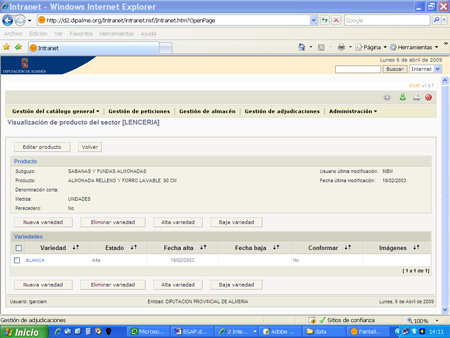 Intranet - Windows Internet Explorer
http://d2.dipalme.org/Intranet/intranet.nsf/Intranet.htm?OpenPage
Google
Archivo Edición Ver Favoritos Herramientas Ayuda
Intranet
Página
Herramientas
DIPUTACIÓN DE ALMERÍA
Lunes 6 de abril de 2009
Buscar Internet
Gestión del catálogo general Gestión de peticiones Gestión de almacén Gestión de adjudicaciones Administración
Visualización de producto del sector [LENCERIA]
Editar producto Volver
Producto
Subgrupo: SABANAS Y FUNDAS ALMOHADAS Usuario última modificación: INBM
Producto: ALMOHADA RELLENO Y FORRO LAVABLE 90 CM Fecha última modificación: 19/02/2003
Denominación corta:
Medida: UNIDADES
Perecedero: No
Nueva variedad Eliminar variedad Alta variedad Baja variedad
Variedades
Variedad Estado Fecha alta Fecha baja Conformar Imágenes
BLANCA Alta 19/02/2003 No
[1 a 1 de 1]
Nueva variedad Eliminar variedad Alta variedad Baja variedad
Usuario: lgarciam Entidad: DIPUTACION PROVINCIAL DE ALMERIA Lunes, 6 de Abril de 2009
Gestión de adjudicaciones Sitios de confianza 100%
Inicio Microso... EGAP.d... 2 Inte... Adobe ... data Pantall... 14:11